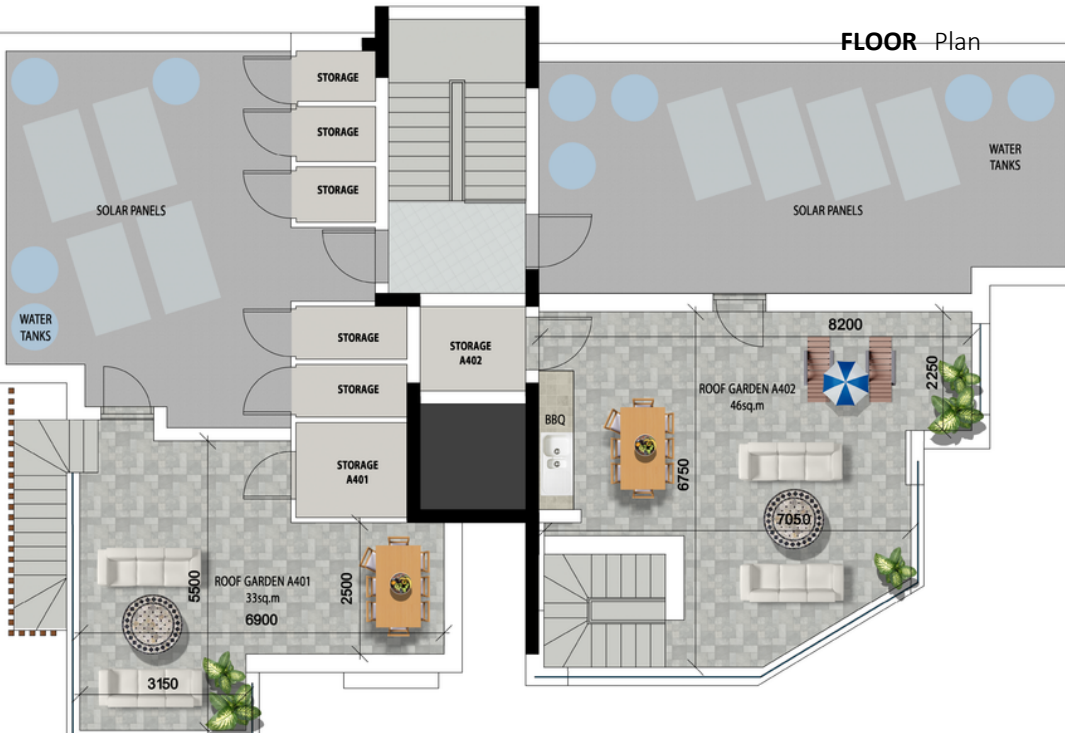 FLOOR Plan
STORAGE
STORAGE
STORAGE
SOLAR PANELS
WATER
TANKS
SOLAR PANELS
WATER
TANKS
STORAGE
STORAGE
STORAGE
A401
STORAGE
A402
8200
2250
ROOF GARDEN A402
46sq.m
BBQ
6750
7050
ROOF GARDEN A401
33sq.m
5500
6900
2500
3150